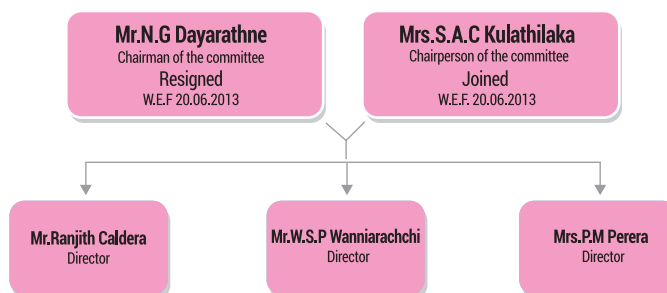 Mr.N.G Dayarathne
Chairman of the committee
Resigned
W.E.F 20.06.2013
Mrs.S.A.C Kulathilaka
Chairperson of the committee
Joined
W.E.F. 20.06.2013
Mr.Ranjith Caldera
Director
Mr.W.S.P Wanniarachchi
Director
Mrs.P.M Perera
Director